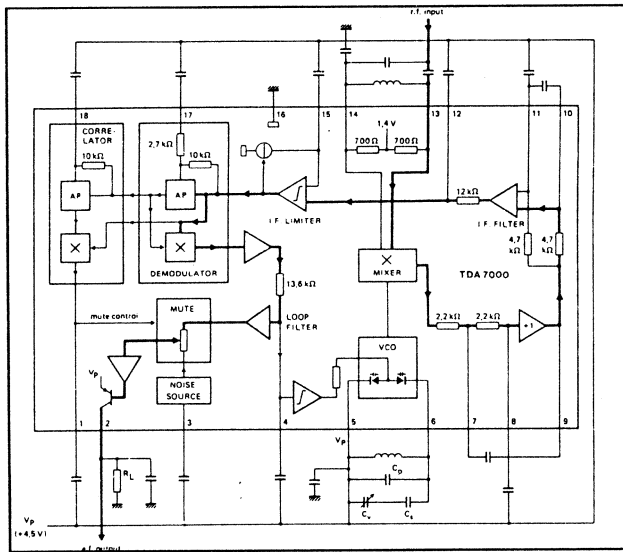 r.f. input
18
17
16
15
14
13
12
11
10
CORRE-
LATOR
10 kΩ
2,7 kΩ
10 kΩ
1,4 V
700Ω
700Ω
AP
AP
I.F. LIMITER
12 kΩ
I.F. FILTER
4,7
kΩ
4,7
kΩ
DEMODULATOR
MIXER
TDA 7000
13,6 kΩ
2,2 kΩ
2,2 kΩ
+1
mute control
MUTE
LOOP
FILTER
VCO
NOISE
SOURCE
Vp
1
2
3
4
5
6
7
8
9
Vp
RL
Cp
Cv
Cs
Vp
(+4,5 V)
a.f. output